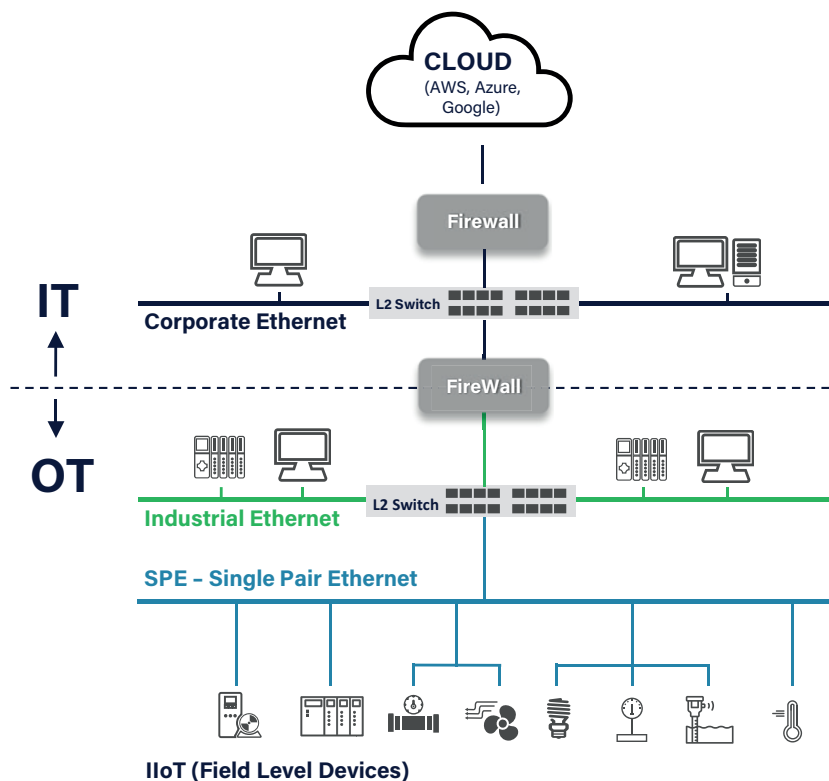 CLOUD
(AWS, Azure,
Google)
Firewall
IT
L2 Switch
Corporate Ethernet
FireWall
OT
L2 Switch
Industrial Ethernet
SPE – Single Pair Ethernet
IIoT (Field Level Devices)